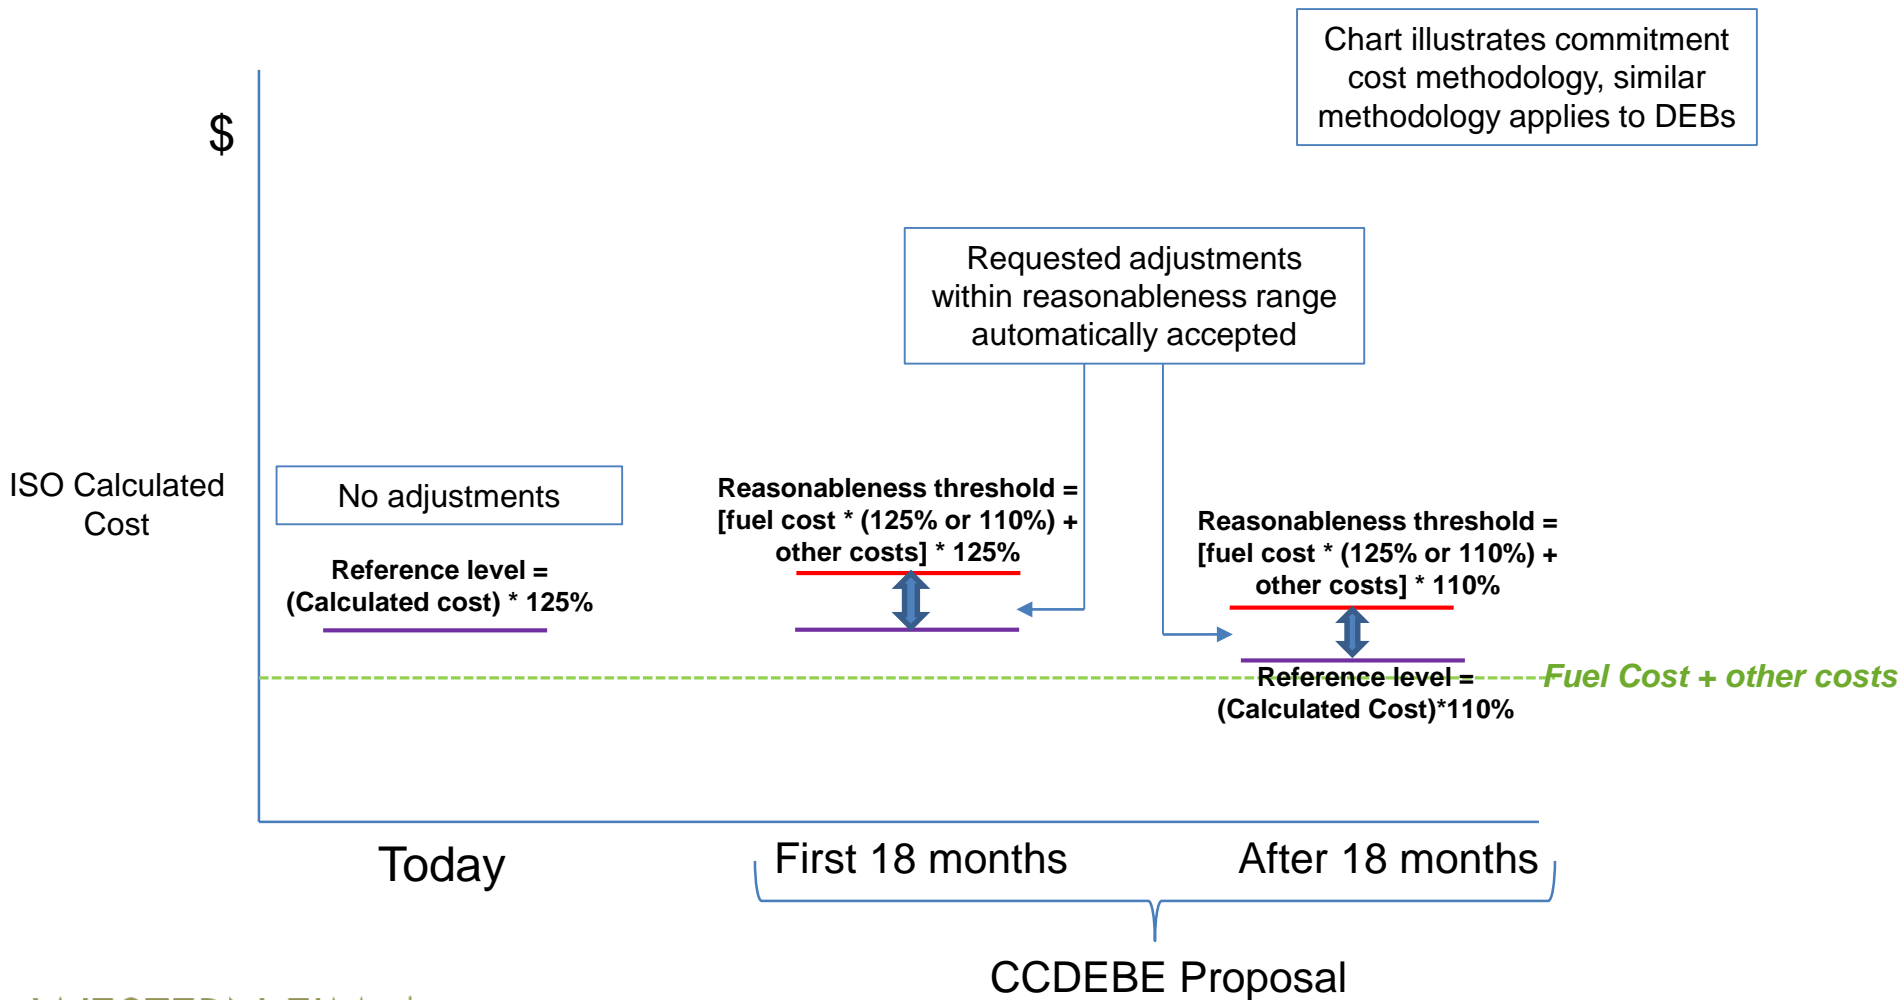 Chart illustrates commitment
cost methodology, similar
methodology applies to DEBs
$
Requested adjustments
within reasonableness range
automatically accepted
ISO Calculated
Cost
No adjustments
Reference level =
(Calculated cost) * 125%
Reasonableness threshold =
[fuel cost * (125% or 110%) +
other costs] * 125%
Reasonableness threshold =
[fuel cost * (125% or 110%) +
other costs] * 110%
Reference level =
(Calculated Cost)*110%
Fuel Cost + other costs
Today
First 18 months
After 18 months
CCDEBE Proposal